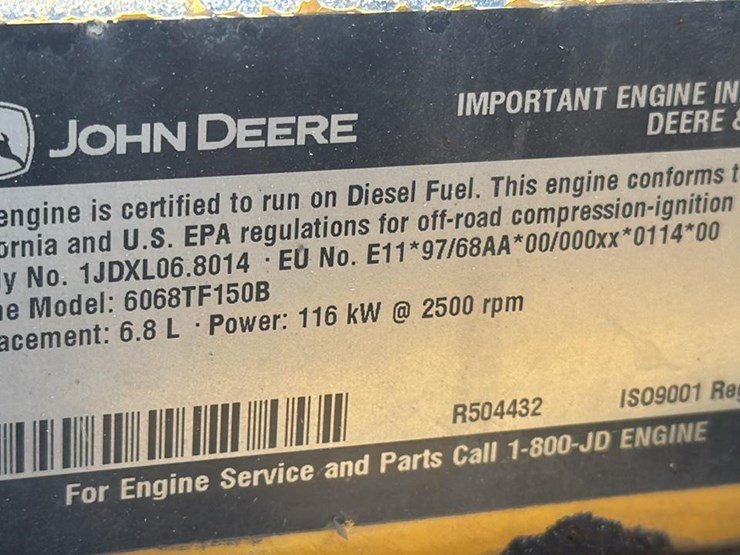 JOHN DEERE
IMPORTANT ENGINE IN
DEERE &
engine is certified to run on Diesel Fuel. This engine conforms t
ornia and U.S. EPA regulations for off-road compression-ignition
ly No. 1JDXL06.8014 · EU No. E11*97/68AA*00/000xx*0114*00
ne Model: 6068TF150B
acement: 6.8 L · Power: 116 kW @ 2500 rpm
R504432
ISO9001 Reg
For Engine Service and Parts Call 1-800-JD ENGINE